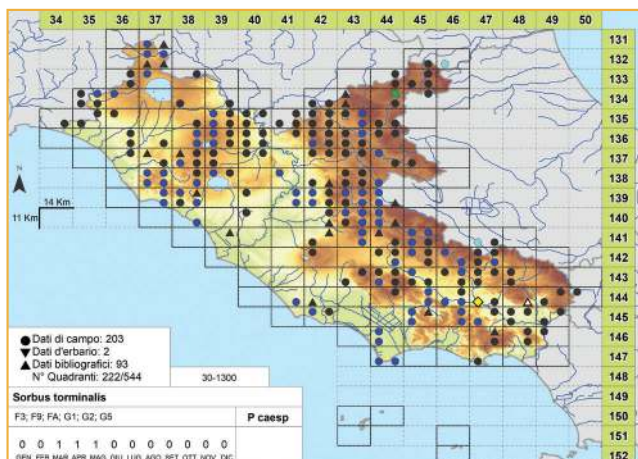 34 35 36 37 38 39 40 41 42 43 44 45 46 47 48 49 50
131
132
133
134
135
136
137
138
139
140
141
142
143
144
145
146
147
148
149
150
151
152
N
14 Km
11 Km
Dati di campo: 203
Dati d'erbario: 2
Dati bibliografici: 93
N° Quadranti: 222/544
30-1300
Sorbus torminalis
F3; F9; FA; G1; G2; G5
P caesp
0 0 1 1 1 0 0 0 0 0 0 0
GEN FEB MAR APR MAG GIU LUG AGO SET OTT NOV DIC